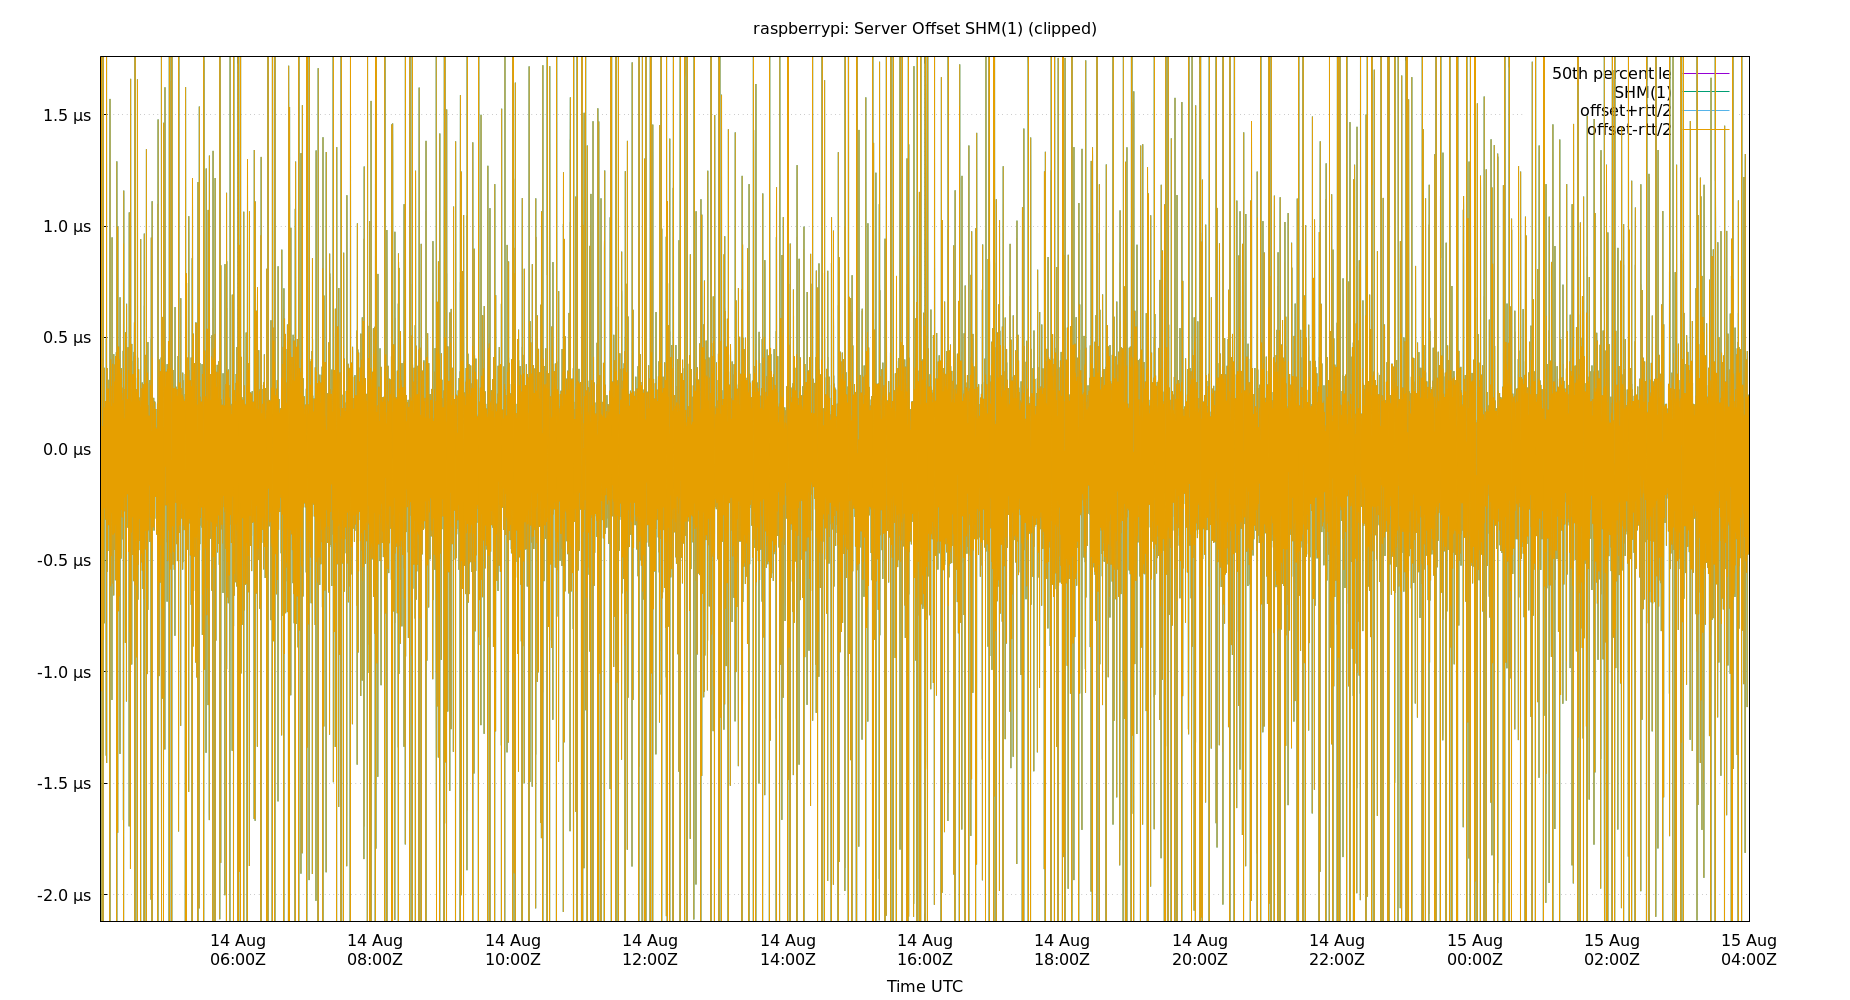 raspberrypi: Server Offset SHM(1) (clipped)
50th percentile
SHM(1)
offset+rtt/2
offset-rtt/2
1.5 µs
1.0 µs
0.5 µs
0.0 µs
-0.5 µs
-1.0 µs
-1.5 µs
-2.0 µs
14 Aug 14 Aug 14 Aug 14 Aug 14 Aug 14 Aug 14 Aug 14 Aug 14 Aug 15 Aug 15 Aug 15 Aug
06:00Z 08:00Z 10:00Z 12:00Z 14:00Z 16:00Z 18:00Z 20:00Z 22:00Z 00:00Z 02:00Z 04:00Z
Time UTC